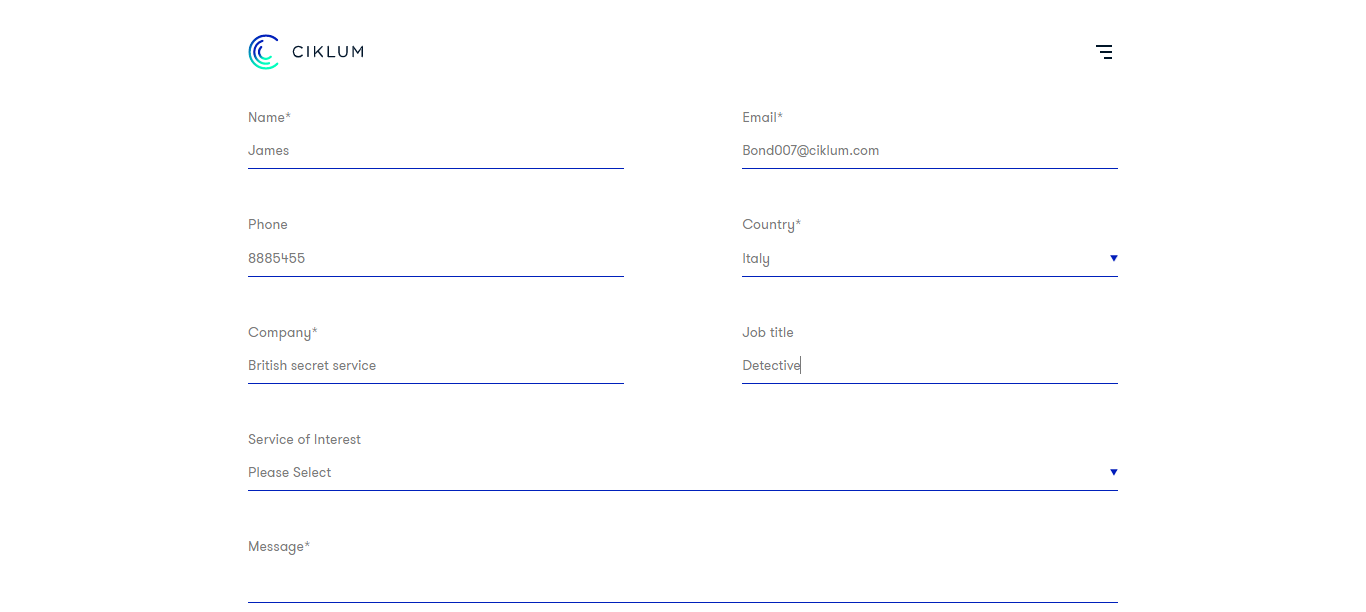 CIKLUM
Name*
Email*
James
Bond007@ciklum.com
Phone
Country*
8885455
Italy
Company*
Job title
British secret service
Detective
Service of Interest
Please Select
Message*